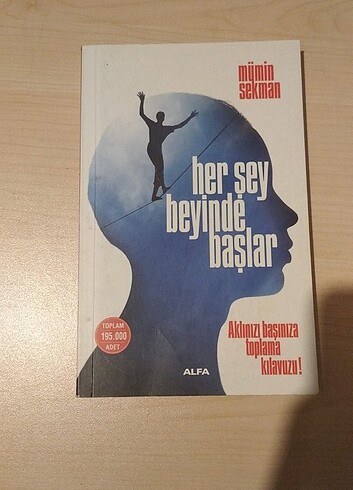 mümin
sekman
her şey
beyinde
başlar
Aklınızı başınıza
toplama
kılavuzu!
TOPLAM
195.000
ADET
ALFA